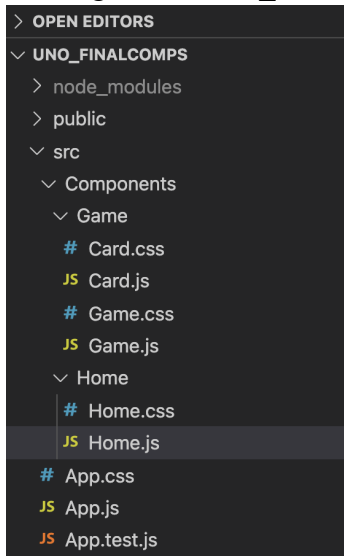 OPEN EDITORS
UNO_FINALCOMPS
node_modules
public
src
Components
Game
# Card.css
JS Card.js
# Game.css
JS Game.js
Home
# Home.css
JS Home.js
# App.css
JS App.js
JS App.test.js